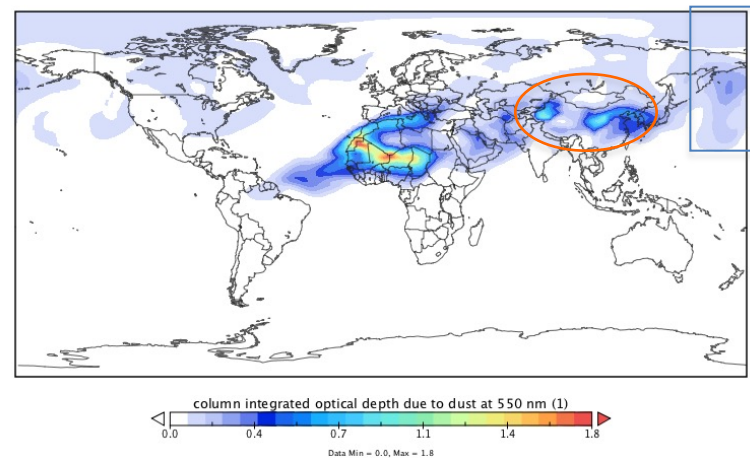 column integrated optical depth due to dust at 550 nm (1)
0.0 0.4 0.7 1.1 1.4 1.8
Data Min = 0.0, Max = 1.8